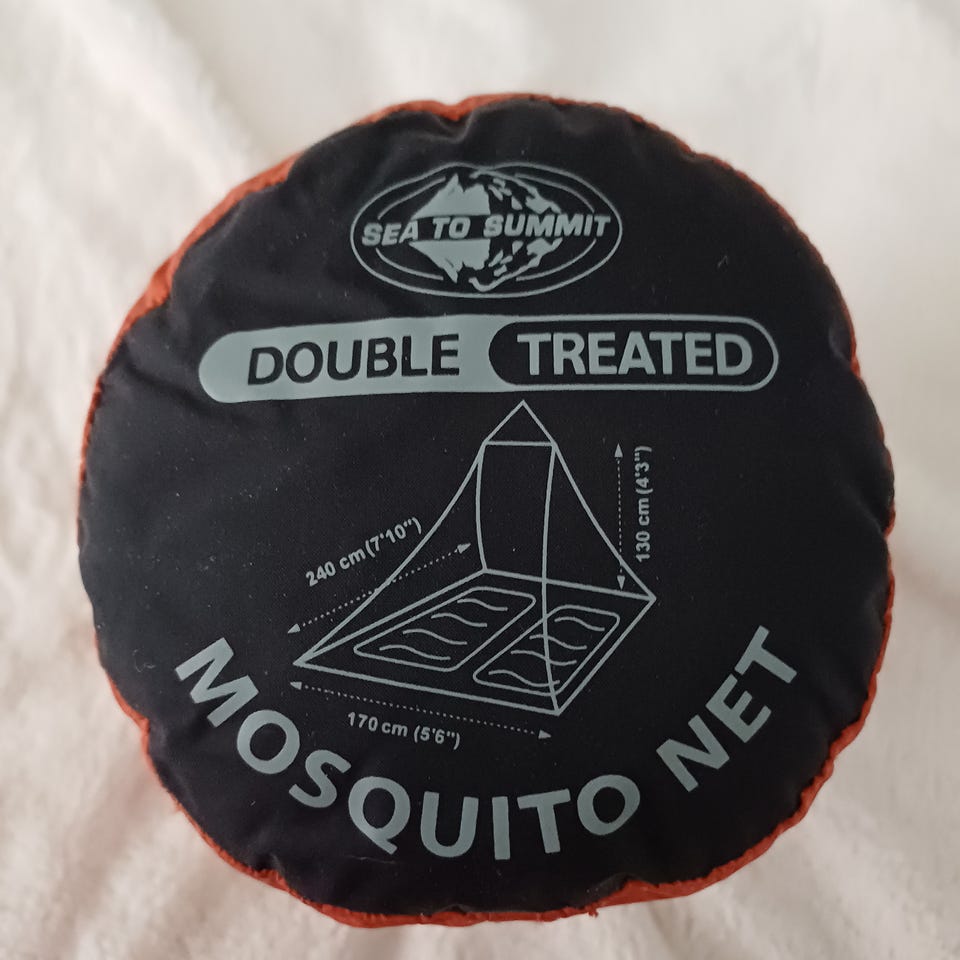 SEA TO SUMMIT
DOUBLE TREATED
130 cm (4'3")
240 cm (7'10")
170 cm (5'6")
MOSQUITO NET